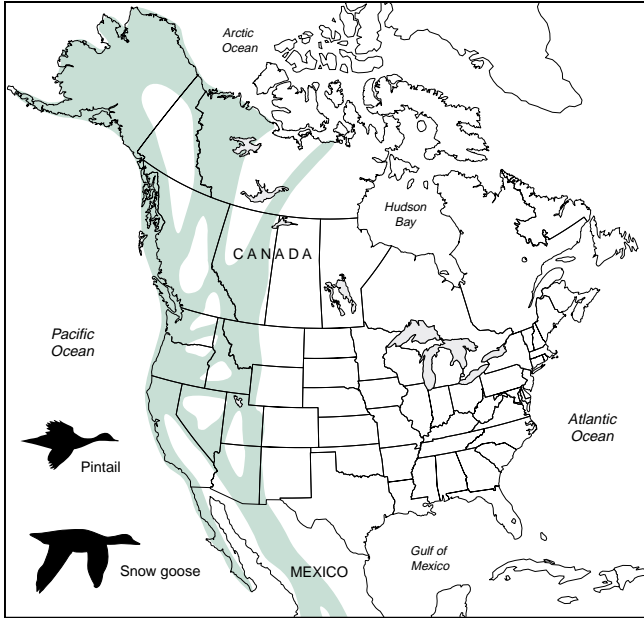 Arctic
Ocean
Hudson
Bay
CANADA
Pacific
Ocean
Atlantic
Ocean
Pintail
Snow goose
MEXICO
Gulf of
Mexico